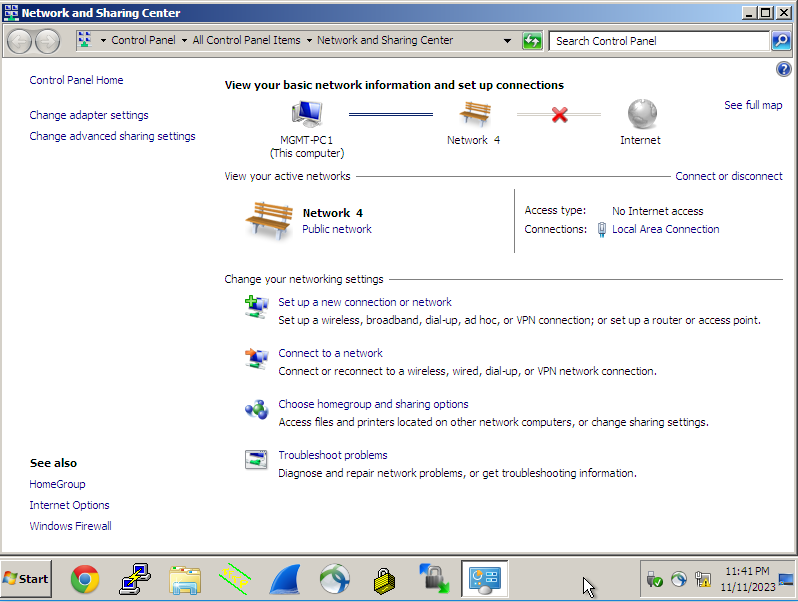 Network and Sharing Center
Control Panel All Control Panel Items Network and Sharing Center
Search Control Panel
Control Panel Home
Change adapter settings
Change advanced sharing settings
View your basic network information and set up connections
See full map
MGMT-PC1
(This computer)
Network 4
Internet
View your active networks
Connect or disconnect
Network 4
Public network
Access type: No Internet access
Connections: Local Area Connection
Change your networking settings
Set up a new connection or network
Set up a wireless, broadband, dial-up, ad hoc, or VPN connection; or set up a router or access point.
Connect to a network
Connect or reconnect to a wireless, wired, dial-up, or VPN network connection.
Choose homegroup and sharing options
Access files and printers located on other network computers, or change sharing settings.
Troubleshoot problems
Diagnose and repair network problems, or get troubleshooting information.
See also
HomeGroup
Internet Options
Windows Firewall
Start
11:41 PM
11/11/2023